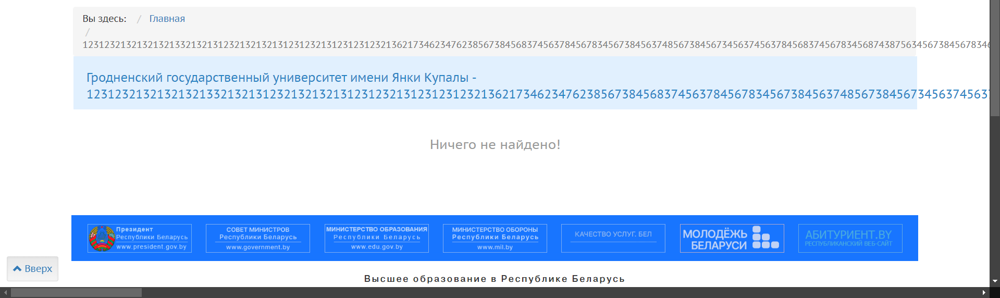 Вы здесь: / Главная
/
123123213213213213321321312321321321312312321312312312321362173462347623856738456837456378456783456738456374856738456734563745637845683745678345687438756345673845678346
Гродненский государственный университет имени Янки Купалы -
123123213213213213321321312321321321312312321312312312321362173462347623856738456837456378456783456738456374856738456734563745637
Ничего не найдено!
Президент
Республики Беларусь
www.president.gov.by
СОВЕТ МИНИСТРОВ
Республики Беларусь
www.government.by
МИНИСТЕРСТВО ОБРАЗОВАНИЯ
Республики Беларусь
www.edu.gov.by
МИНИСТЕРСТВО ОБОРОНЫ
Республики Беларусь
www.mil.by
КАЧЕСТВО УСЛУГ. БЕЛ
МОЛОДЁЖЬ
БЕЛАРУСИ
АБИТУРИЕНТ.BY
РЕСПУБЛИКАНСКИЙ ВЕБ-САЙТ
Вверх
Высшее образование в Республике Беларусь